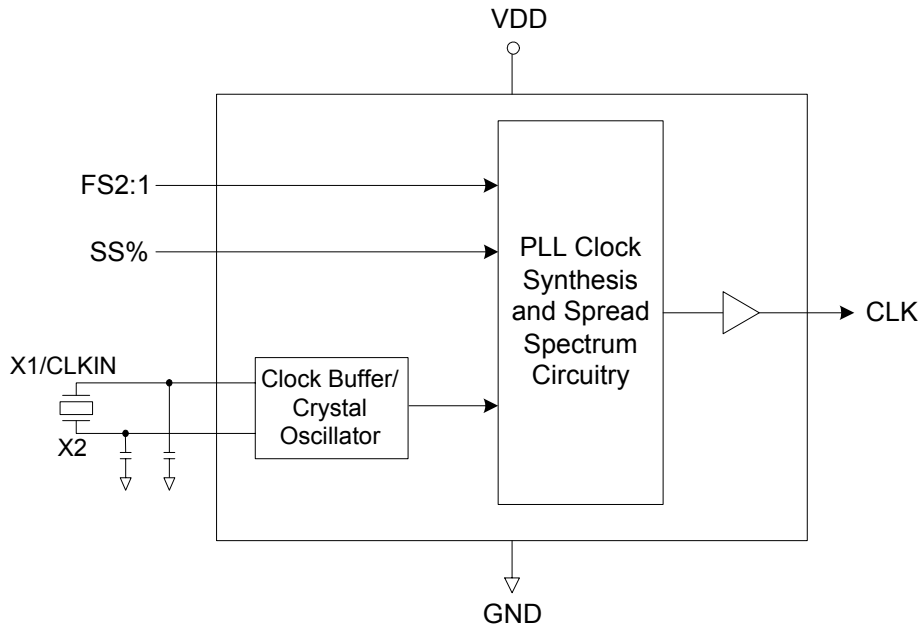 VDD
FS2:1
SS%
PLL Clock
Synthesis
and Spread
Spectrum
Circuitry
CLK
X1/CLKIN
X2
Clock Buffer/
Crystal
Oscillator
GND